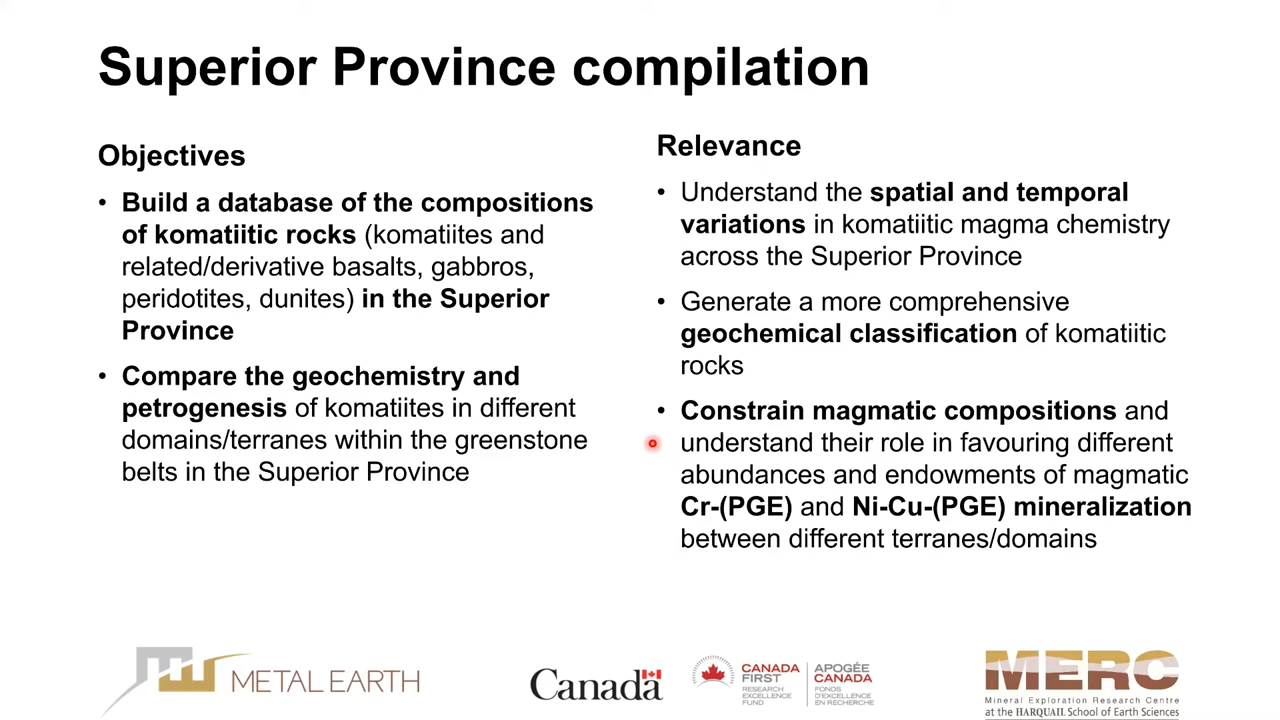 Superior Province compilation
Objectives
• Build a database of the compositions
of komatiitic rocks (komatiites and
related/derivative basalts, gabbros,
peridotites, dunites) in the Superior
Province
• Compare the geochemistry and
petrogenesis of komatiites in different
domains/terranes within the greenstone
belts in the Superior Province
Relevance
• Understand the spatial and temporal
variations in komatiitic magma chemistry
across the Superior Province
• Generate a more comprehensive
geochemical classification of komatiitic
rocks
• Constrain magmatic compositions and
understand their role in favouring different
abundances and endowments of magmatic
Cr-(PGE) and Ni-Cu-(PGE) mineralization
between different terranes/domains
METAL EARTH
Canada
CANADA
FIRST
RESEARCH
EXCELLENCE
FUND
APOGÉE
CANADA
FONDS
D'EXCELLENCE
EN RECHERCHE
MERC
Mineral Exploration Research Centre
at the HARQUAIL School of Earth Sciences